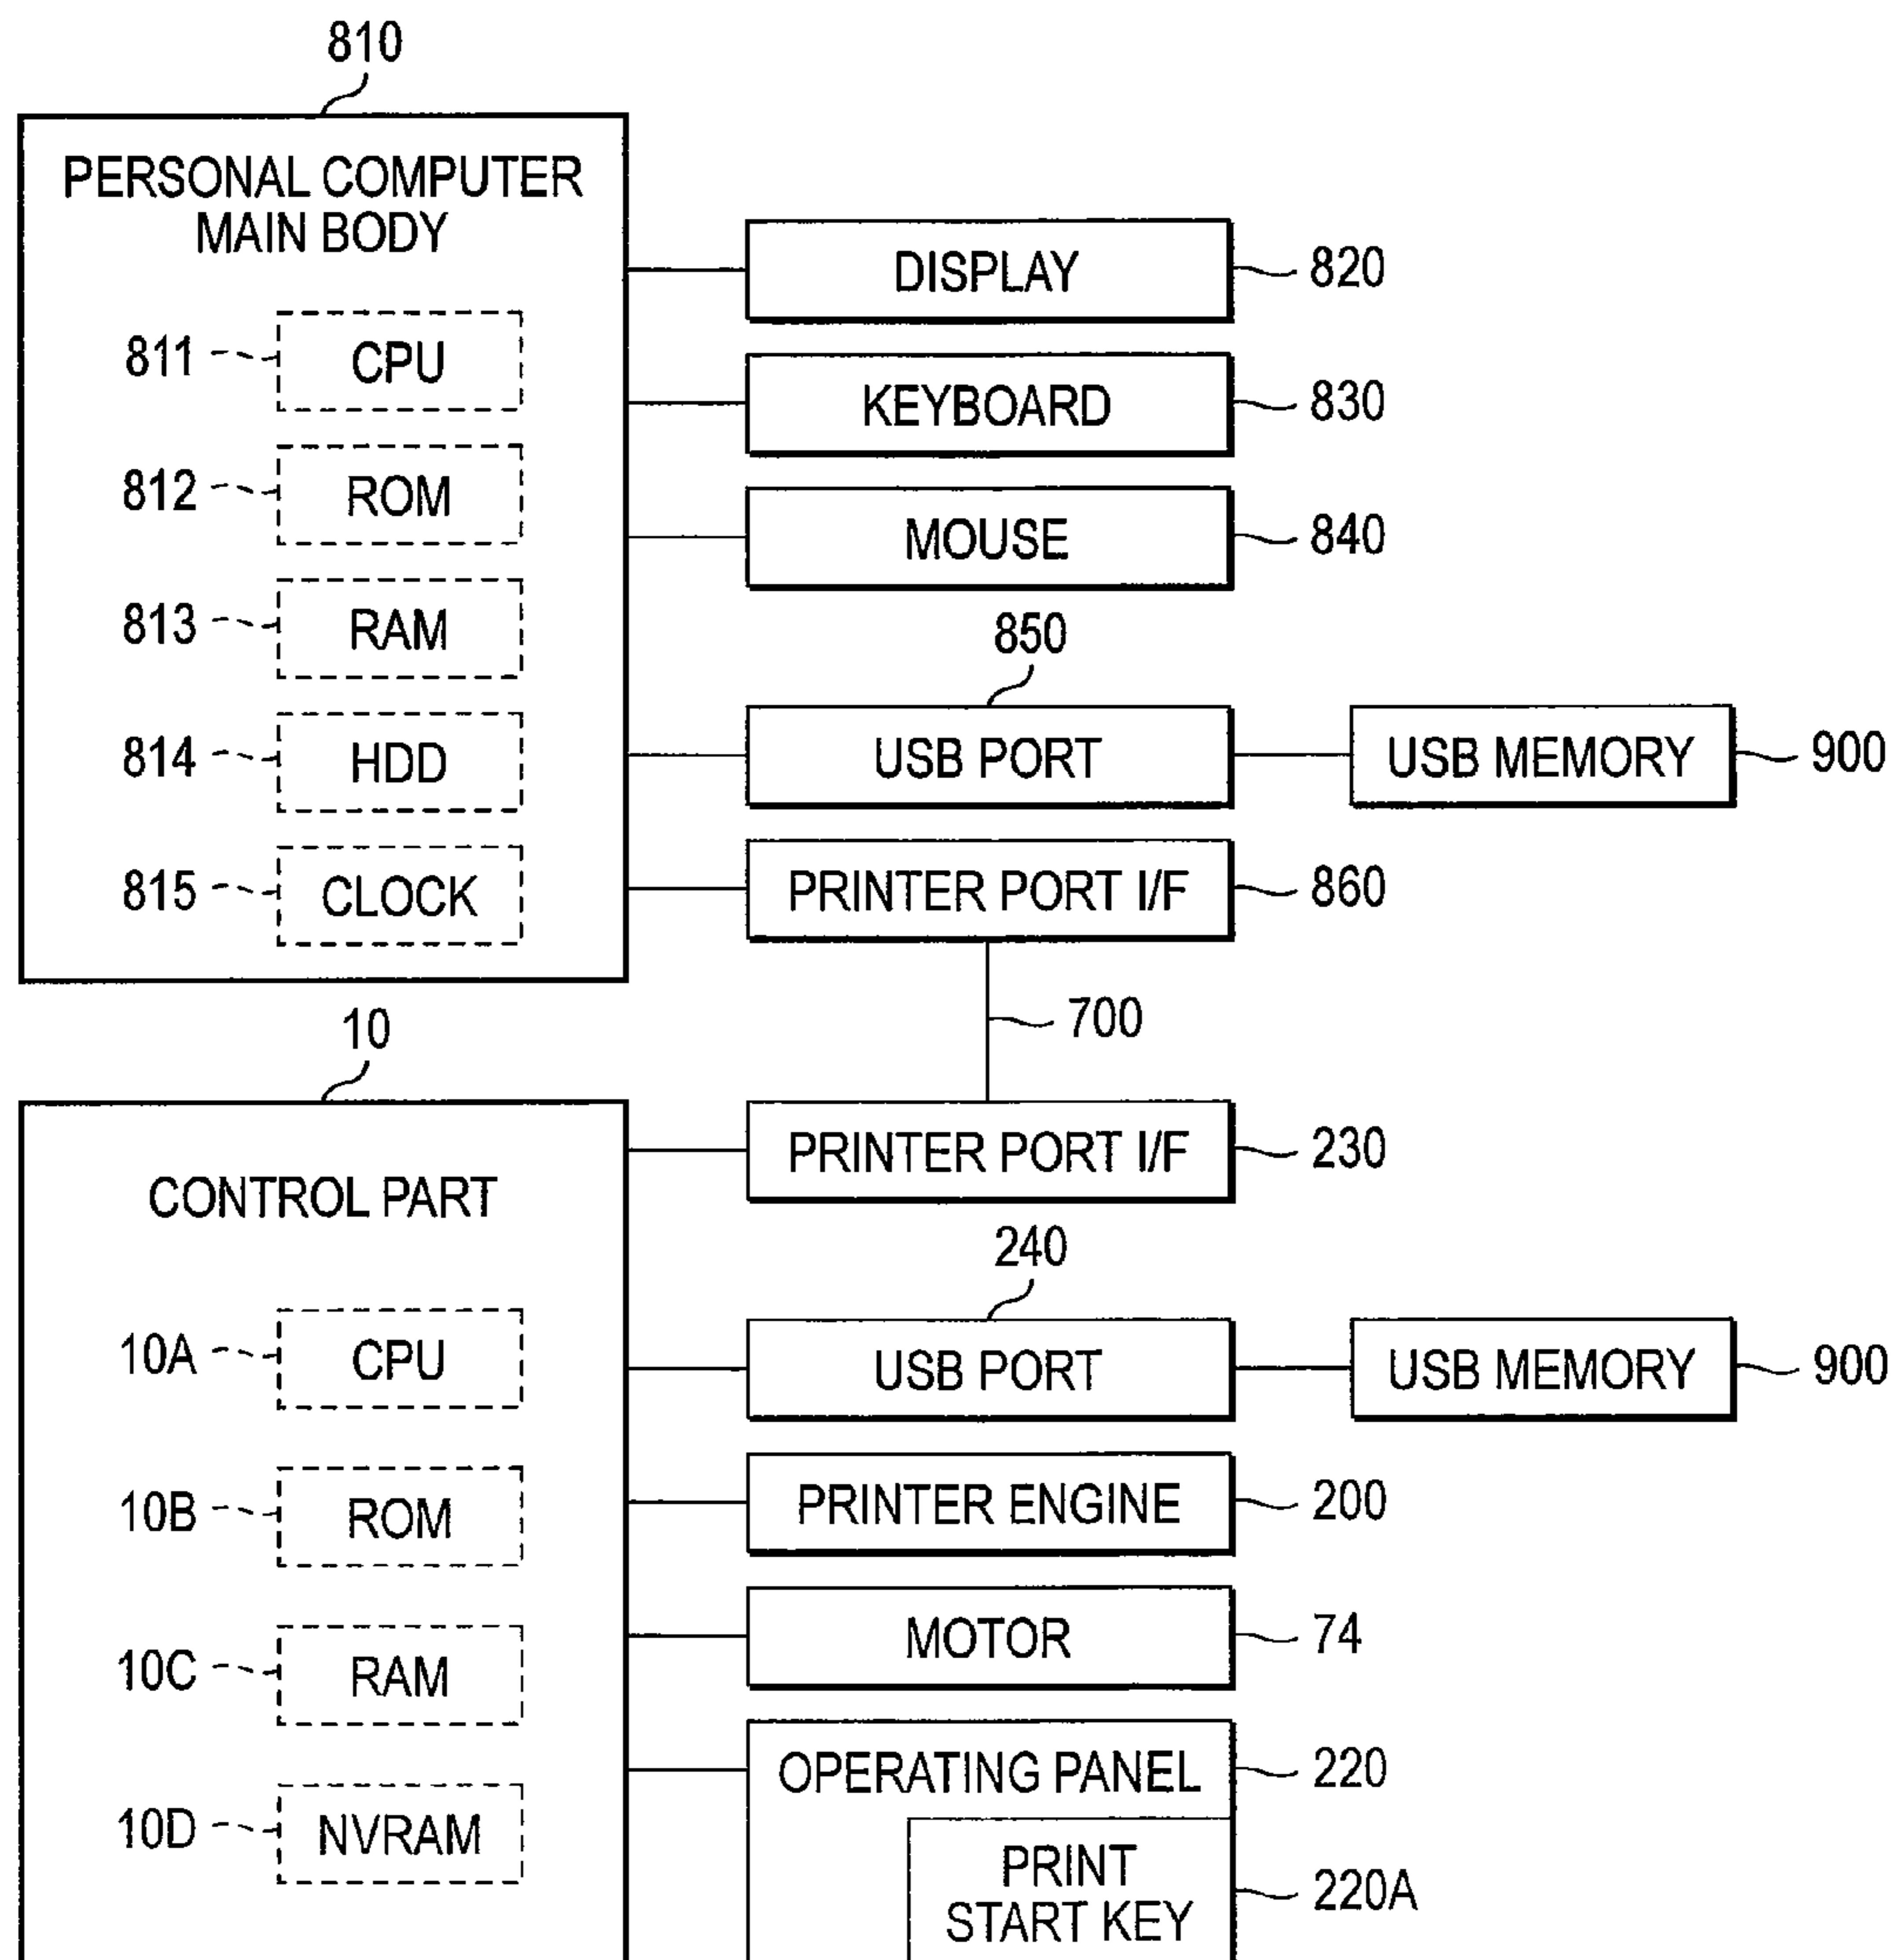 810
PERSONAL COMPUTER
MAIN BODY
811
CPU
812
ROM
813
RAM
814
HDD
815
CLOCK
DISPLAY
820
KEYBOARD
830
MOUSE
840
850
USB PORT
USB MEMORY
900
PRINTER PORT I/F
860
700
10
CONTROL PART
10A
CPU
10B
ROM
10C
RAM
10D
NVRAM
PRINTER PORT I/F
230
240
USB PORT
USB MEMORY
900
PRINTER ENGINE
200
MOTOR
74
OPERATING PANEL
220
PRINT
START KEY
220A